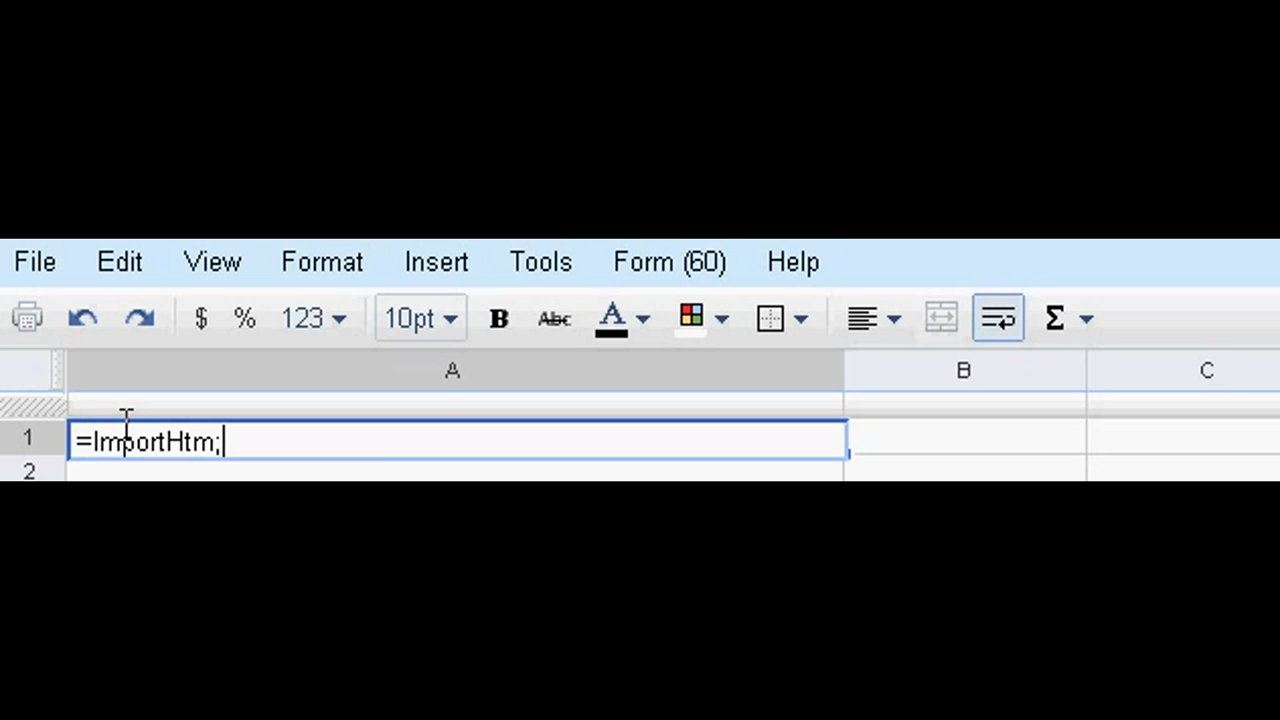 File Edit View Format Insert Tools Form (60) Help
$ % 123 10pt B Abc A Σ
A B C
1 =ImportHtm;
2